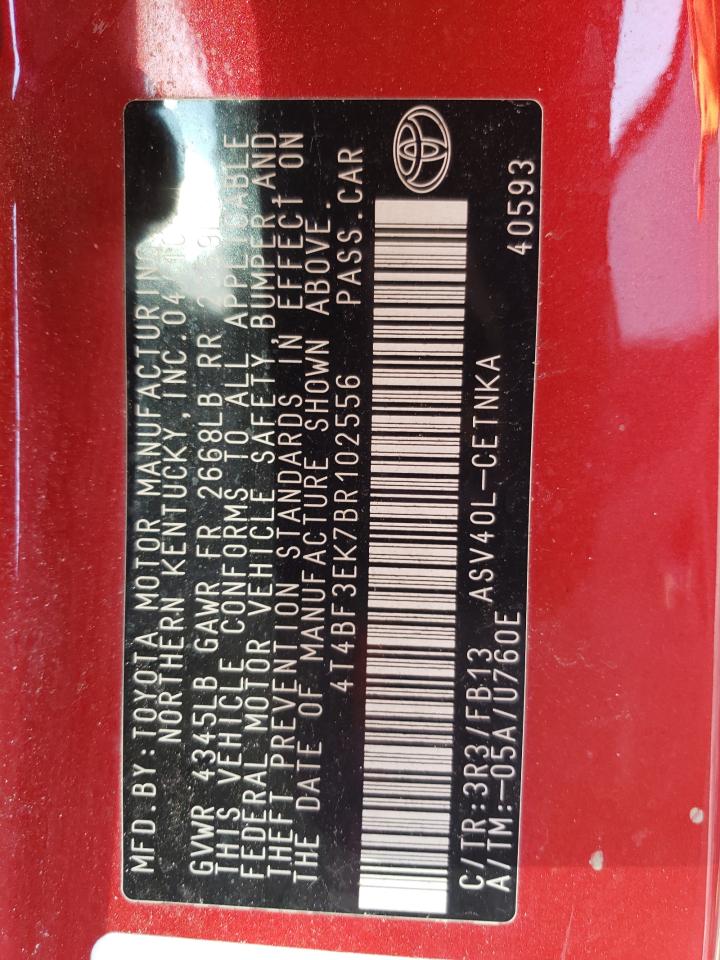 MFD.BY:TOYOTA MOTOR MANUFACTURING
NORTHERN KENTUCKY,INC.04
GVWR 4345LB GAWR FR 2668LB RR
THIS VEHICLE CONFORMS TO ALL APPLICABLE
FEDERAL MOTOR VEHICLE SAFETY, BUMPER AND
THEFT PREVENTION STANDARDS IN EFFECT ON
THE DATE OF MANUFACTURE SHOWN ABOVE.
4T4BF3EK7BR102556 PASS.CAR
C/TR:3R3/FB13 ASV40L-CETNKA
A/TM:-05A/U760E 40593